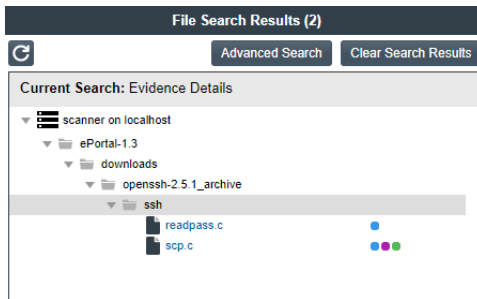 File Search Results (2)
Advanced Search Clear Search Results
Current Search: Evidence Details
scanner on localhost
ePortal-1.3
downloads
openssh-2.5.1_archive
ssh
readpass.c
scp.c